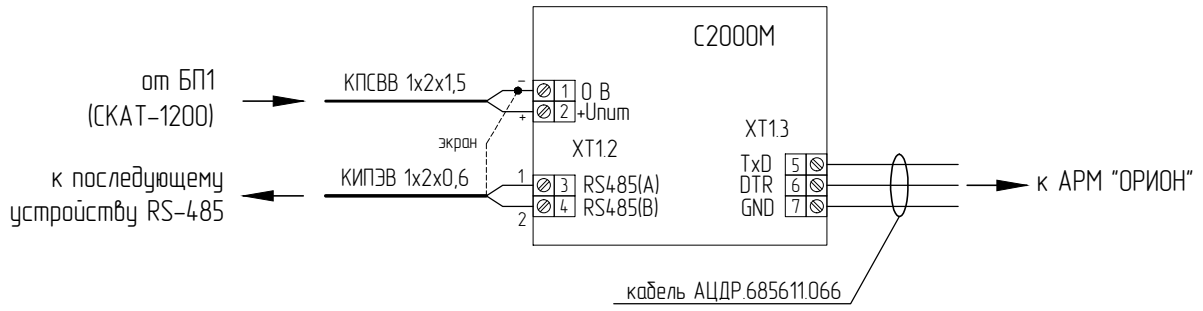 С2000М
от БП1
(СКАТ-1200)
КПСВВ 1х2х1,5
–
+
1 0 В
2 +Uпит
экран
ХТ1.2
ХТ1.3
к последующему
устройству RS-485
КИПЭВ 1х2х0,6
1
2
3 RS485(A)
4 RS485(B)
TxD 5
DTR 6
GND 7
к АРМ "ОРИОН"
кабель АЦДР.685611.066